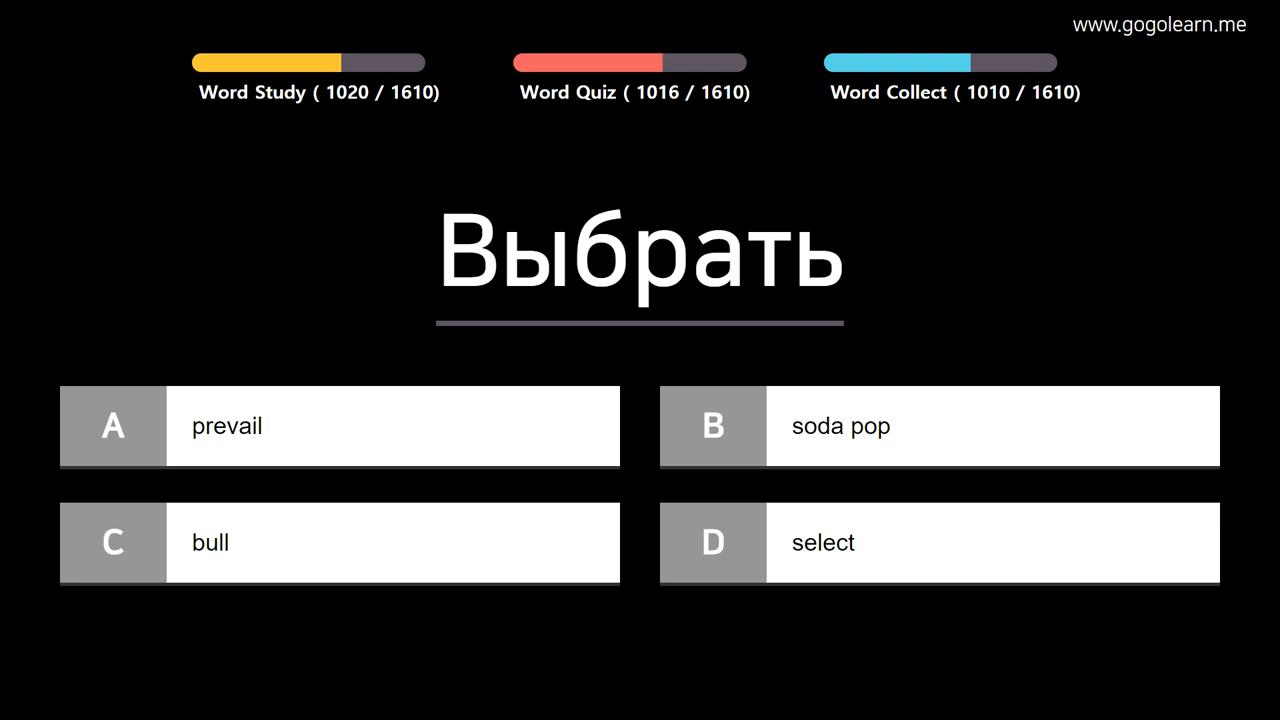 www.gogolearn.me
Word Study ( 1020 / 1610)
Word Quiz ( 1016 / 1610)
Word Collect ( 1010 / 1610)
Выбрать
A prevail
B soda pop
C bull
D select